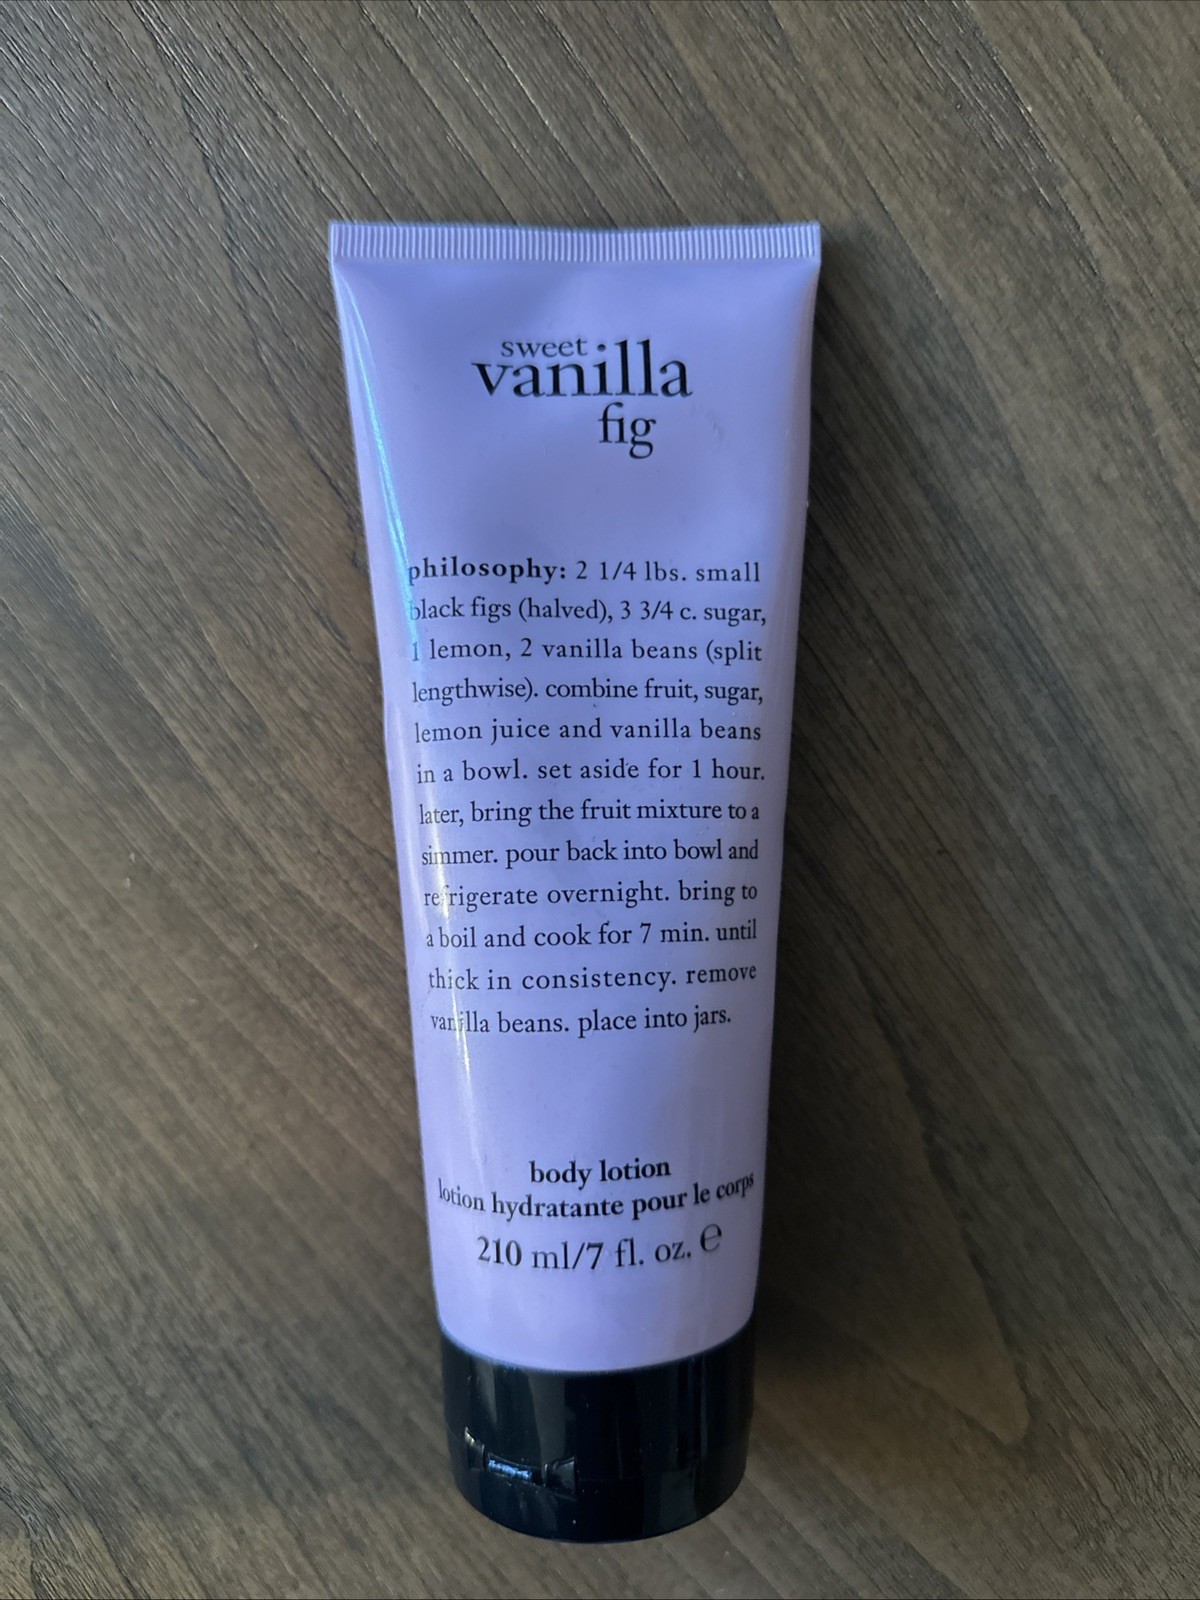 sweet
vanilla
fig
philosophy: 2 1/4 lbs. small
black figs (halved), 3 3/4 c. sugar,
1 lemon, 2 vanilla beans (split
lengthwise). combine fruit, sugar,
lemon juice and vanilla beans
in a bowl. set aside for 1 hour.
later, bring the fruit mixture to a
simmer. pour back into bowl and
refrigerate overnight. bring to
a boil and cook for 7 min. until
thick in consistency. remove
vanilla beans. place into jars.
body lotion
lotion hydratante pour le corps
210 ml/7 fl. oz. ℮